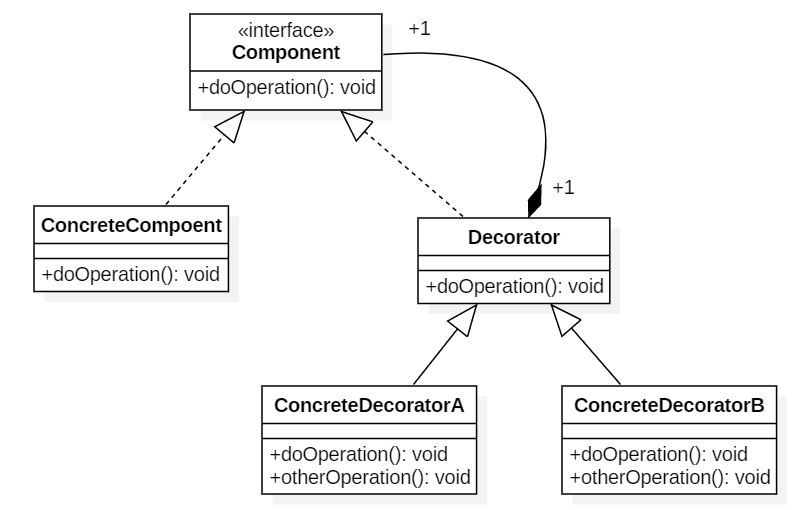 «interface»
Component
+doOperation(): void
+1
+1
ConcreteCompoent
+doOperation(): void
Decorator
+doOperation(): void
ConcreteDecoratorA
+doOperation(): void
+otherOperation(): void
ConcreteDecoratorB
+doOperation(): void
+otherOperation(): void